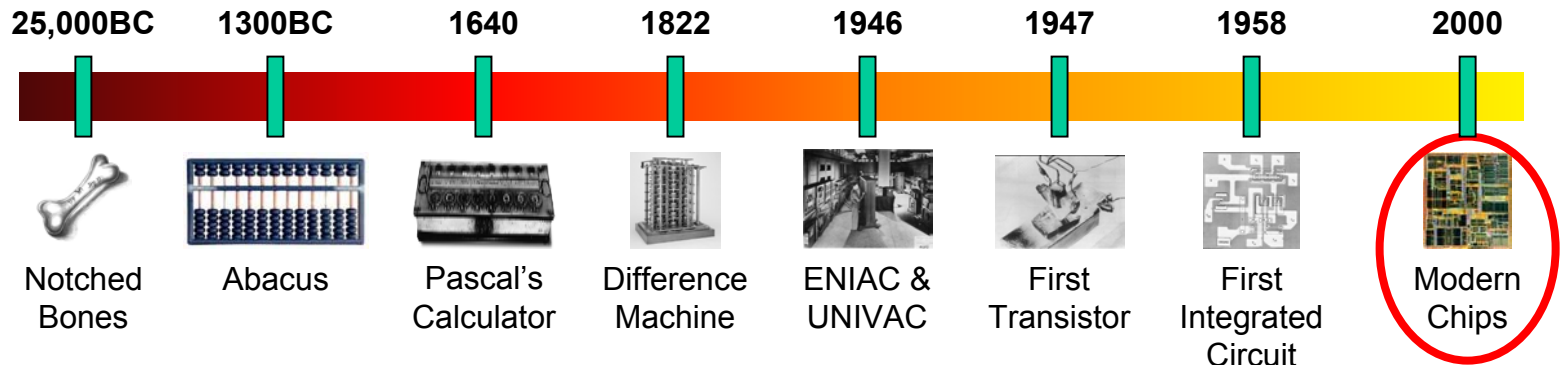 25,000BC
1300BC
1640
1822
1946
1947
1958
2000
Notched
Bones
Abacus
Pascal’s
Calculator
Difference
Machine
ENIAC &
UNIVAC
First
Transistor
First
Integrated
Circuit
Modern
Chips